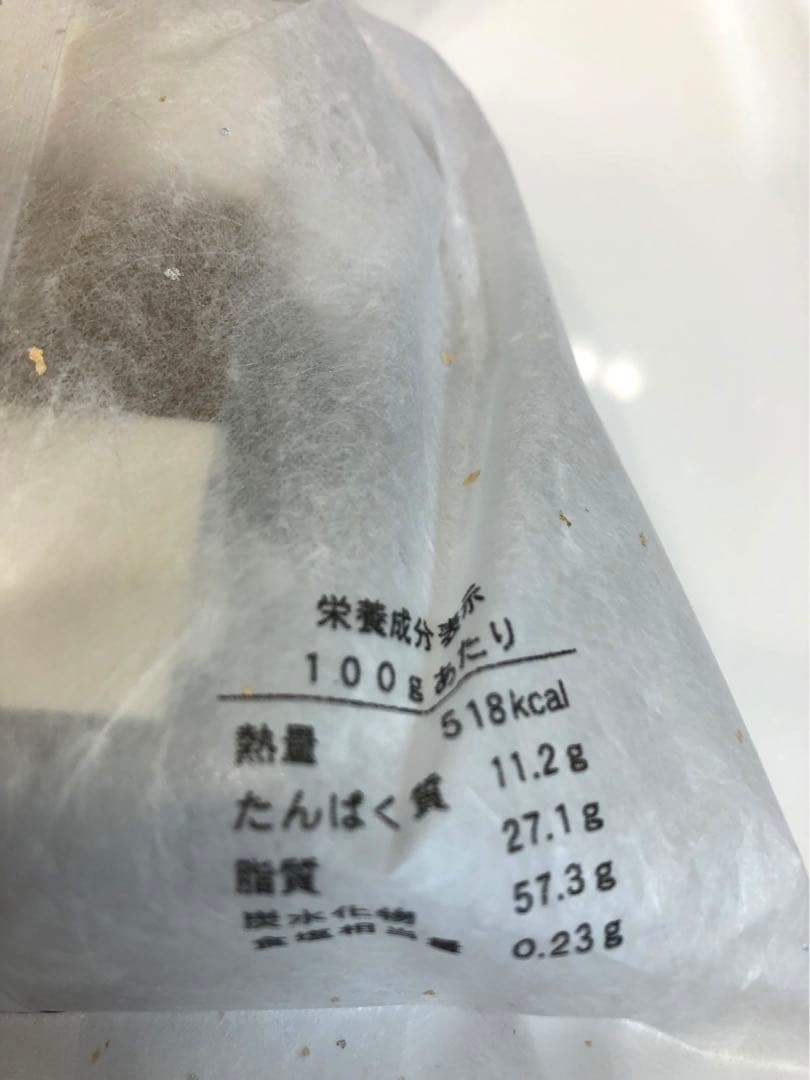 栄養成分表示
100gあたり
熱量 518kcal
たんぱく質 11.2g
脂質 27.1g
炭水化物 57.3g
食塩相当量 0.23g